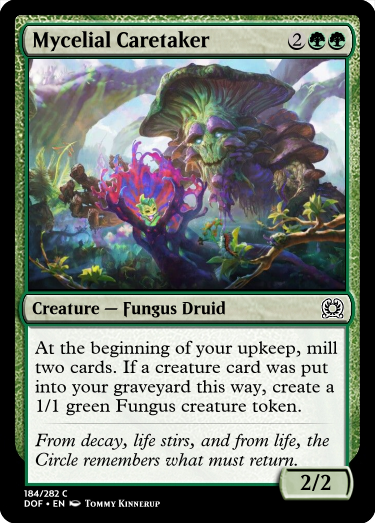 Mycelial Caretaker 2
Creature — Fungus Druid
At the beginning of your upkeep, mill
two cards. If a creature card was put
into your graveyard this way, create a
1/1 green Fungus creature token.
From decay, life stirs, and from life, the
Circle remembers what must return.
2/2
184/282 C
DOF • EN Tommy Kinnerup